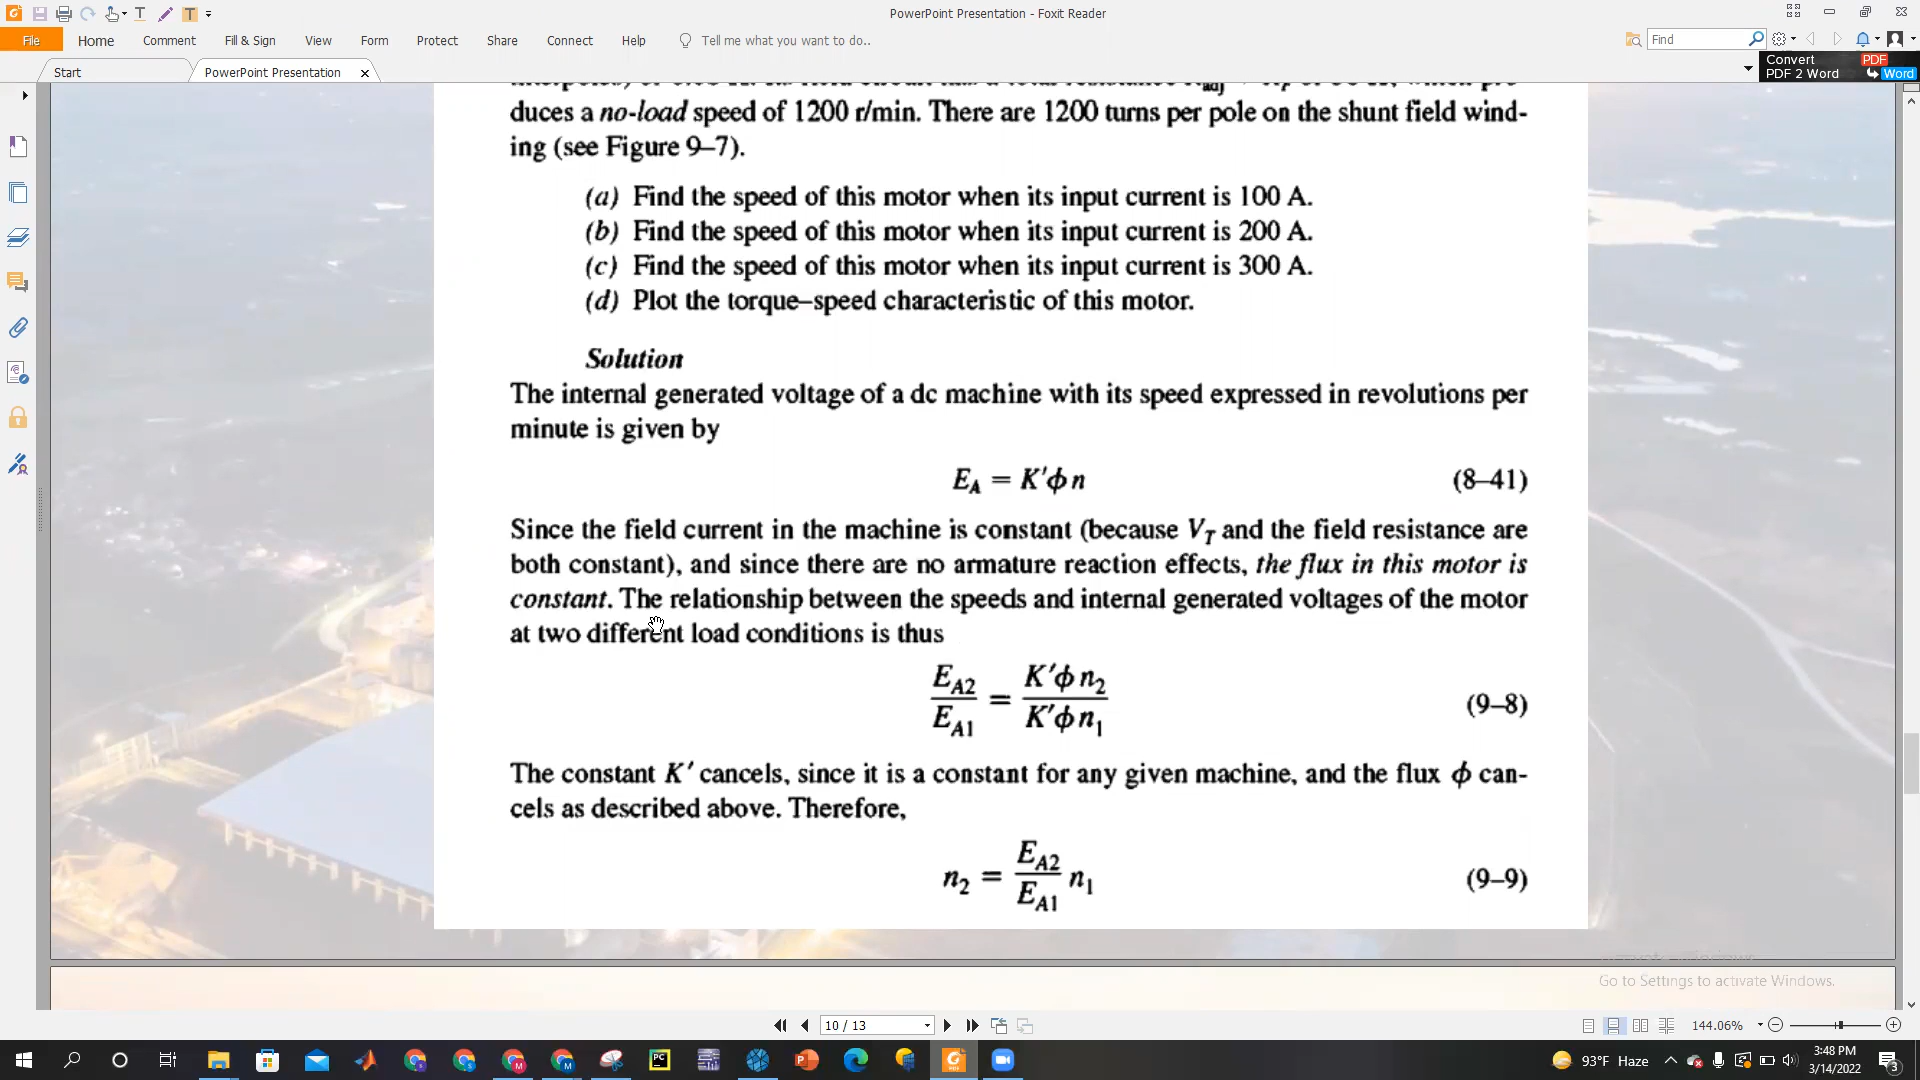 PowerPoint Presentation - Foxit Reader
File
Home
Comment
Fill & Sign
View
Form
Protect
Share
Connect
Help
Tell me what you want to do..
Find
Start
PowerPoint Presentation
Convert PDF
PDF 2 Word Word
duces a no-load speed of 1200 r/min. There are 1200 turns per pole on the shunt field wind-
ing (see Figure 9–7).
(a) Find the speed of this motor when its input current is 100 A.
(b) Find the speed of this motor when its input current is 200 A.
(c) Find the speed of this motor when its input current is 300 A.
(d) Plot the torque–speed characteristic of this motor.
Solution
The internal generated voltage of a dc machine with its speed expressed in revolutions per
minute is given by
E_A = K′ϕn (8–41)
Since the field current in the machine is constant (because V_T and the field resistance are
both constant), and since there are no armature reaction effects, the flux in this motor is
constant. The relationship between the speeds and internal generated voltages of the motor
at two different load conditions is thus
E_A2 / E_A1 = K′ϕn_2 / K′ϕn_1 (9–8)
The constant K′ cancels, since it is a constant for any given machine, and the flux ϕ can-
cels as described above. Therefore,
n_2 = E_A2 / E_A1 n_1 (9–9)
Go to Settings to activate Windows.
10 / 13
144.06%
93°F Haze
3:48 PM
3/14/2022
3